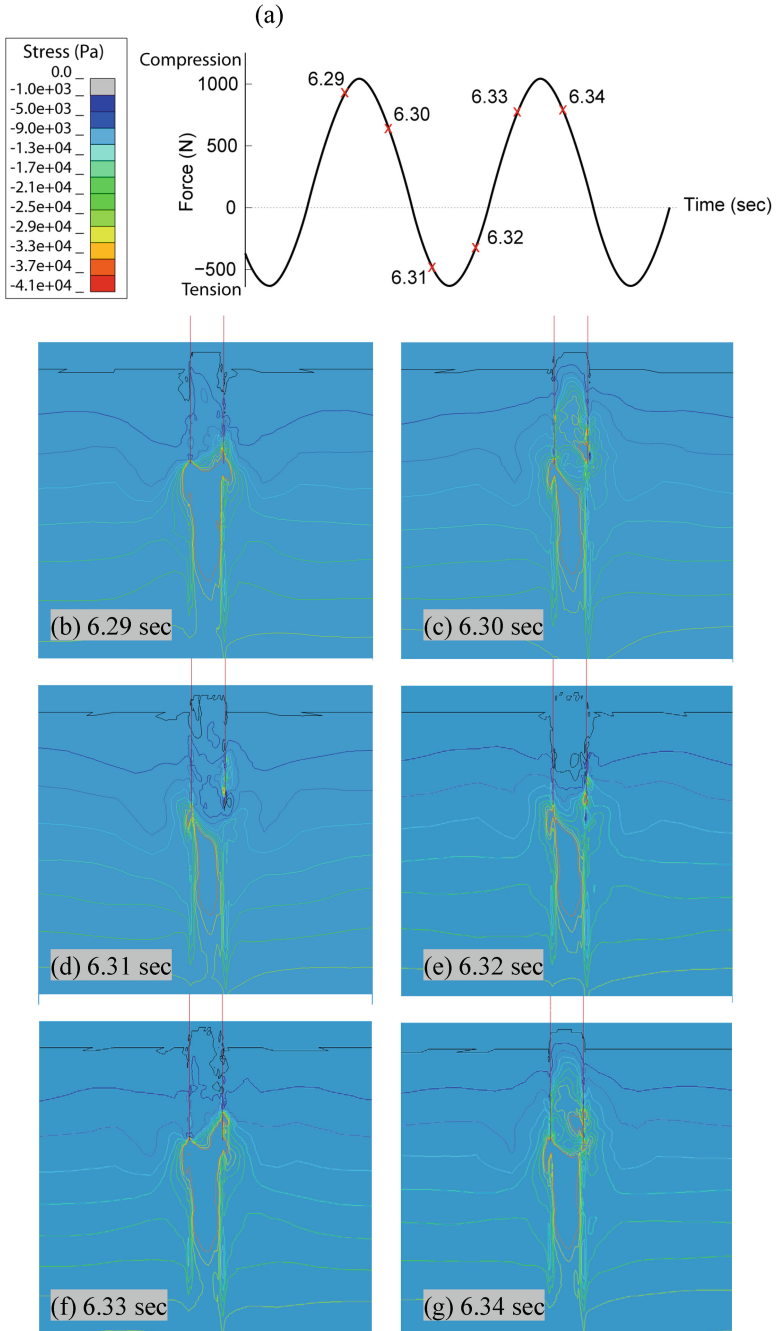 (a)
Stress (Pa)
0.0 _
-1.0e+03 _
-5.0e+03 _
-9.0e+03 _
-1.3e+04 _
-1.7e+04 _
-2.1e+04 _
-2.5e+04 _
-2.9e+04 _
-3.3e+04 _
-3.7e+04 _
-4.1e+04 _
Compression
1000
500
0
−500
Tension
Force (N)
Time (sec)
6.29
6.30
6.31
6.32
6.33
6.34
(b) 6.29 sec
(c) 6.30 sec
(d) 6.31 sec
(e) 6.32 sec
(f) 6.33 sec
(g) 6.34 sec